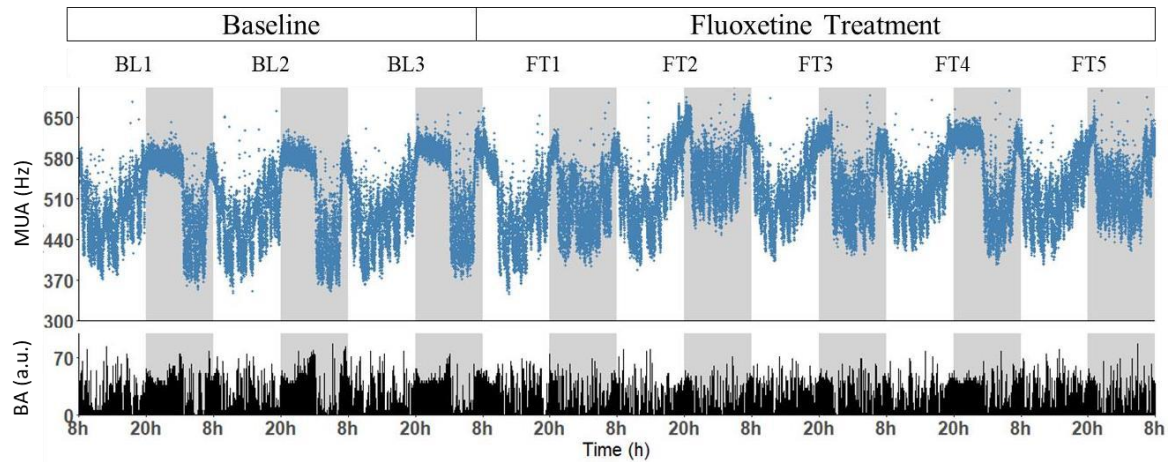 Baseline Fluoxetine Treatment
BL1 BL2 BL3 FT1 FT2 FT3 FT4 FT5
MUA (Hz)
650
580
510
440
370
300
BA (a.u.)
70
0
8h 20h 8h 20h 8h 20h 8h 20h 8h 20h 8h 20h 8h 20h 8h 20h 8h
Time (h)